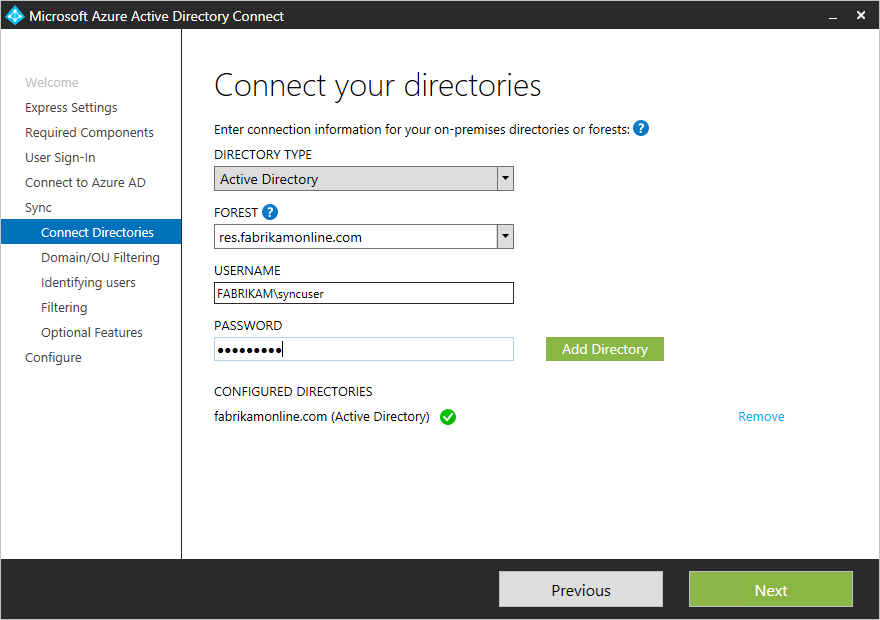 Microsoft Azure Active Directory Connect
Welcome
Express Settings
Required Components
User Sign-In
Connect to Azure AD
Sync
Connect Directories
Domain/OU Filtering
Identifying users
Filtering
Optional Features
Configure
Connect your directories
Enter connection information for your on-premises directories or forests: ?
DIRECTORY TYPE
Active Directory
FOREST ?
res.fabrikamonline.com
USERNAME
FABRIKAM\syncuser
PASSWORD
●●●●●●●●●
Add Directory
CONFIGURED DIRECTORIES
fabrikamonline.com (Active Directory)
Remove
Previous
Next